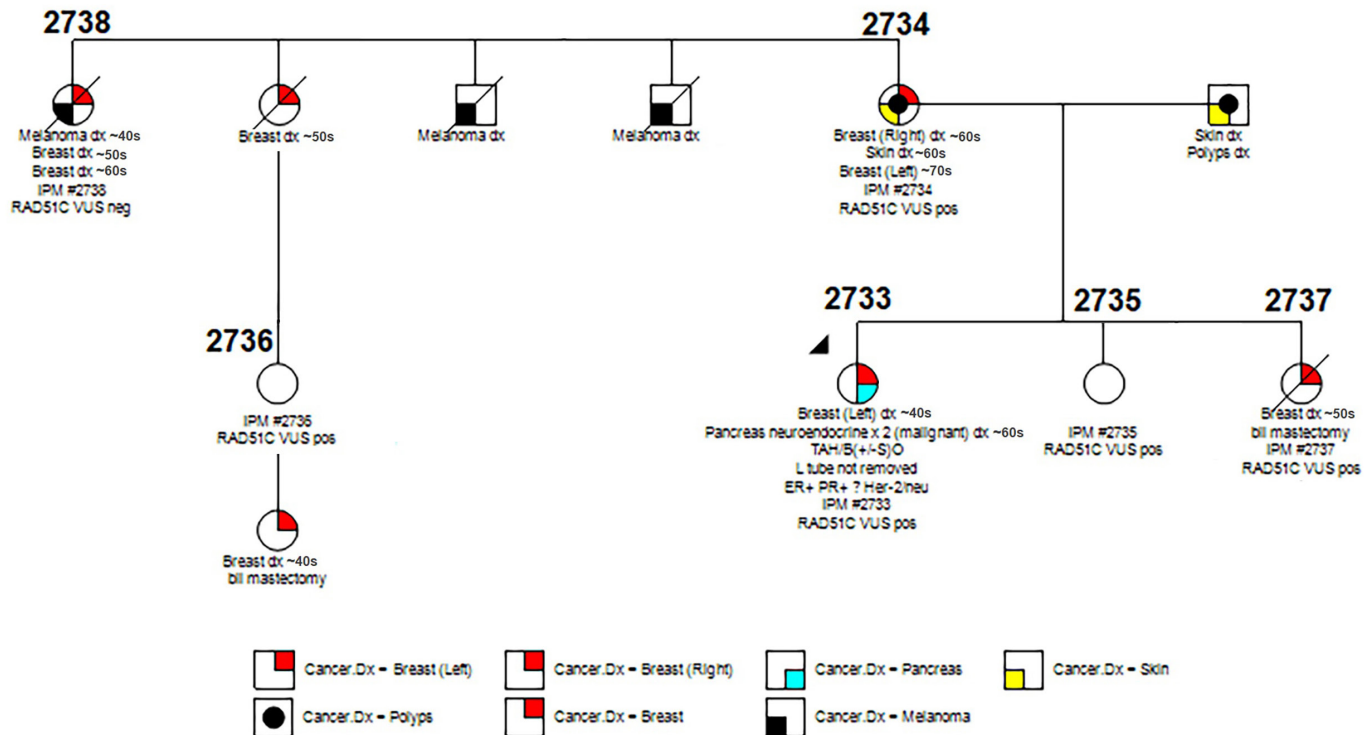 2738
2734
Melanoma dx ~40s
Breast dx ~50s
Breast dx ~60s
IPM #2738
RAD51C VUS neg
Breast dx ~50s
Melanoma dx
Melanoma dx
Breast (Right) dx ~60s
Skin dx ~60s
Breast (Left) dx ~70s
IPM #2734
RAD51C VUS pos
Skin dx
Polyps dx
2736
IPM #2736
RAD51C VUS pos
Breast dx ~40s
bil mastectomy
2733
Breast (Left) dx ~40s
Pancreas neuroendocrine x 2 (malignant) dx ~60s
TAH/B(+/-S)O
L tube not removed
ER+ PR+ ? Her-2/neu
IPM #2733
RAD51C VUS pos
2735
IPM #2735
RAD51C VUS pos
2737
Breast dx ~50s
bil mastectomy
IPM #2737
RAD51C VUS pos
Cancer.Dx = Breast (Left)
Cancer.Dx = Breast (Right)
Cancer.Dx = Pancreas
Cancer.Dx = Skin
Cancer.Dx = Polyps
Cancer.Dx = Breast
Cancer.Dx = Melanoma